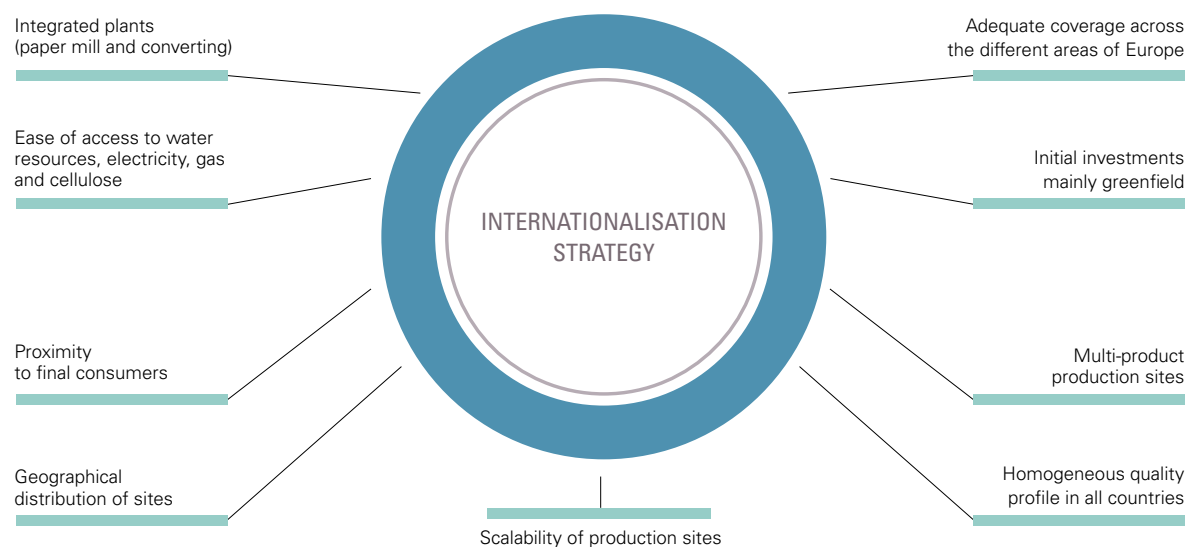 Integrated plants
(paper mill and converting)
Ease of access to water
resources, electricity, gas
and cellulose
Proximity
to final consumers
Geographical
distribution of sites
INTERNATIONALISATION
STRATEGY
Scalability of production sites
Adequate coverage across
the different areas of Europe
Initial investments
mainly greenfield
Multi-product
production sites
Homogeneous quality
profile in all countries